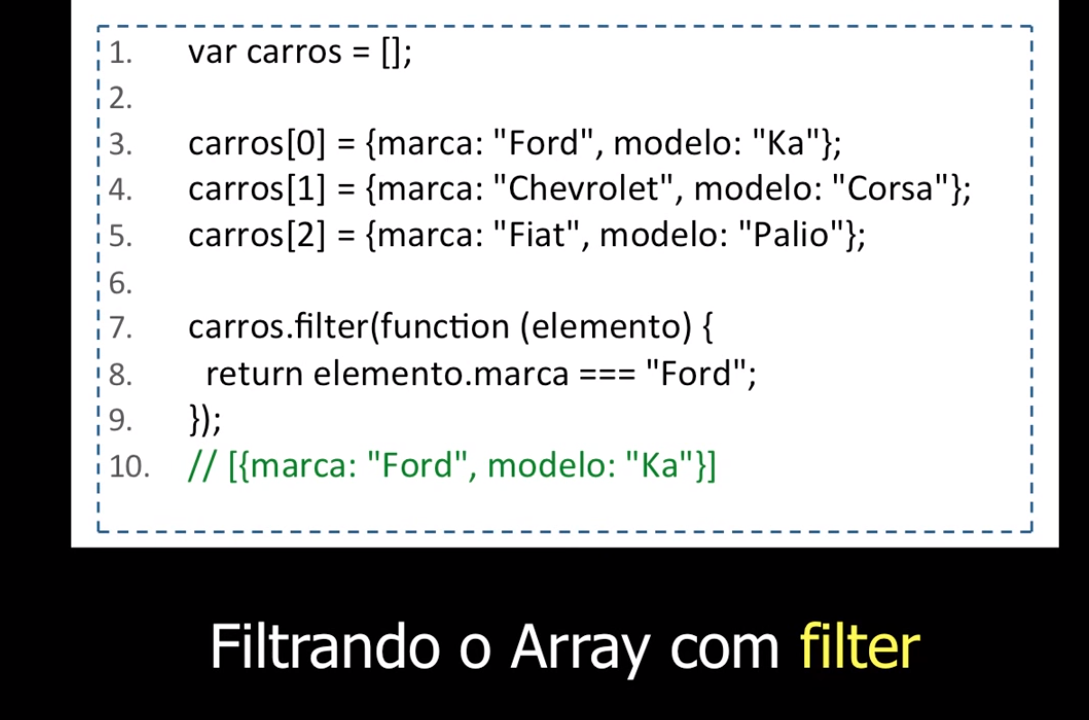 1. var carros = [];
2.
3. carros[0] = {marca: "Ford", modelo: "Ka"};
4. carros[1] = {marca: "Chevrolet", modelo: "Corsa"};
5. carros[2] = {marca: "Fiat", modelo: "Palio"};
6.
7. carros.filter(function (elemento) {
8. return elemento.marca === "Ford";
9. });
10. // [{marca: "Ford", modelo: "Ka"}]
Filtrando o Array com filter